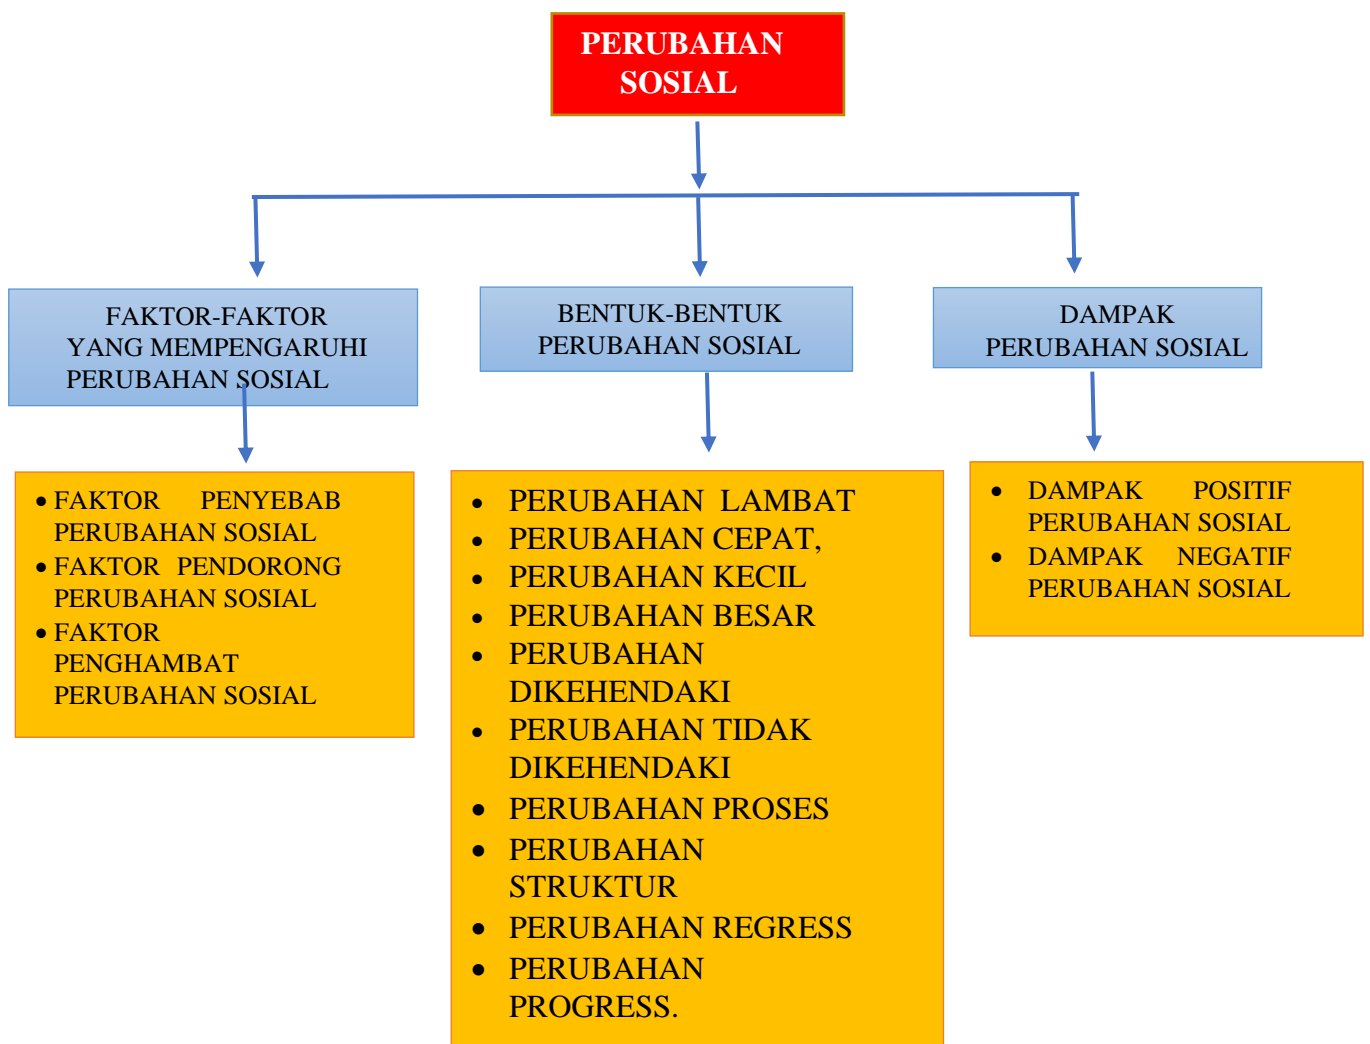 PERUBAHAN
SOSIAL
FAKTOR-FAKTOR
YANG MEMPENGARUHI
PERUBAHAN SOSIAL
BENTUK-BENTUK
PERUBAHAN SOSIAL
DAMPAK
PERUBAHAN SOSIAL
• FAKTOR PENYEBAB
PERUBAHAN SOSIAL
• FAKTOR PENDORONG
PERUBAHAN SOSIAL
• FAKTOR
PENGHAMBAT
PERUBAHAN SOSIAL
• PERUBAHAN LAMBAT
• PERUBAHAN CEPAT,
• PERUBAHAN KECIL
• PERUBAHAN BESAR
• PERUBAHAN
DIKEHENDAKI
• PERUBAHAN TIDAK
DIKEHENDAKI
• PERUBAHAN PROSES
• PERUBAHAN
STRUKTUR
• PERUBAHAN REGRESS
• PERUBAHAN
PROGRESS.
• DAMPAK POSITIF
PERUBAHAN SOSIAL
• DAMPAK NEGATIF
PERUBAHAN SOSIAL